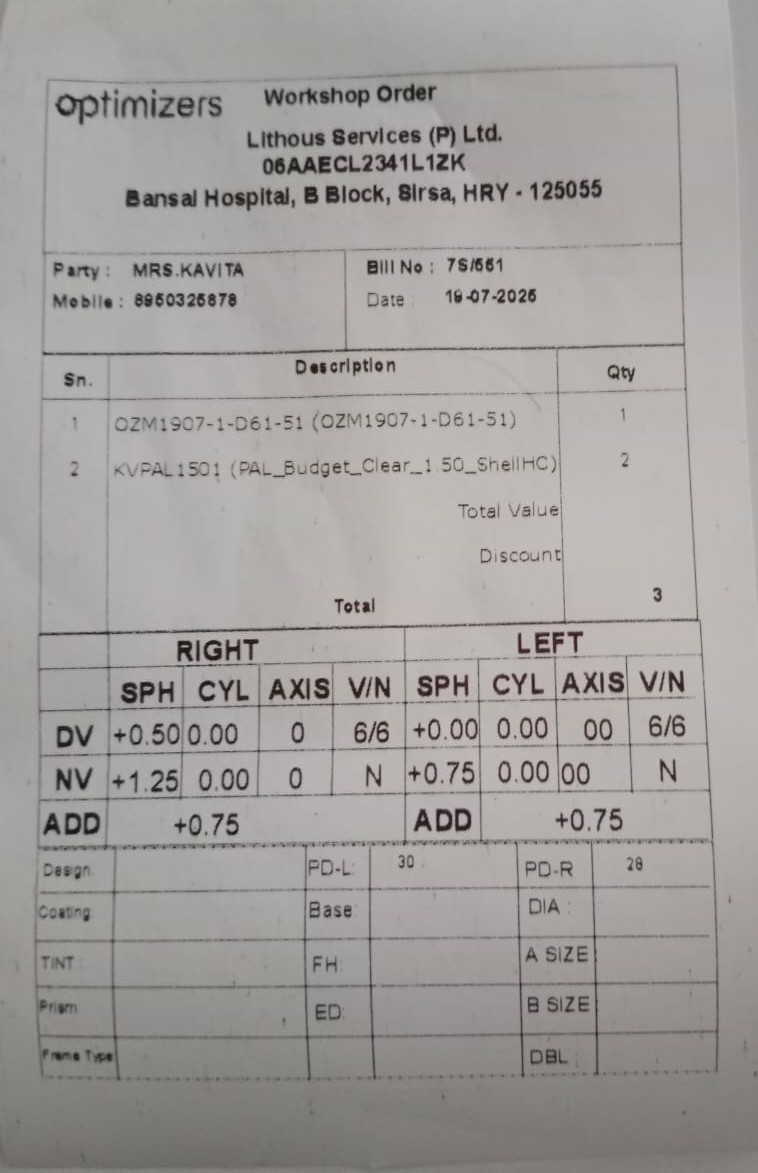 optimizers Workshop Order
Lithous Services (P) Ltd.
06AAECL2341L1ZK
Bansal Hospital, B Block, Sirsa, HRY - 125055
Party : MRS.KAVITA Bill No : 7S/551
Mobile : 8950325878 Date 19-07-2025
Sn. Description Qty
1 OZM1907-1-D61-51 (OZM1907-1-D61-51) 1
2 KVPAL1501 (PAL_Budget_Clear_1.50_ShellHC) 2
Total Value
Discount
Total 3
RIGHT LEFT
SPH CYL AXIS V/N SPH CYL AXIS V/N
DV +0.50 0.00 0 6/6 +0.00 0.00 00 6/6
NV +1.25 0.00 0 N +0.75 0.00 00 N
ADD +0.75 ADD +0.75
Design: PD-L: 30 PD-R 28
Coating: Base: DIA :
TINT FH: A SIZE
Prism: ED: B SIZE
Frame Type DBL :